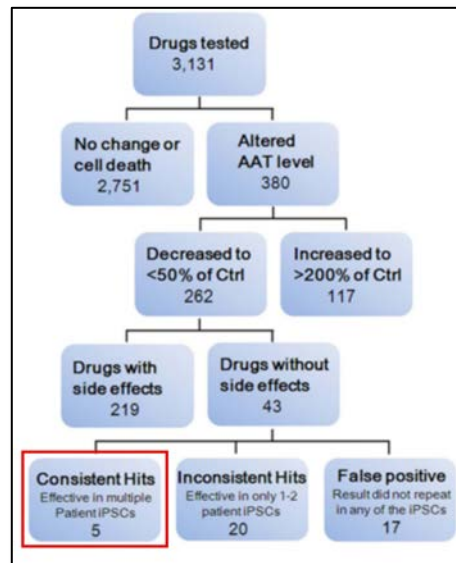 Drugs tested
3,131
No change or
cell death
2,751
Altered
AAT level
380
Decreased to
<50% of Ctrl
262
Increased to
>200% of Ctrl
117
Drugs with
side effects
219
Drugs without
side effects
43
Consistent Hits
Effective in multiple
Patient iPSCs
5
Inconsistent Hits
Effective in only 1-2
patient iPSCs
20
False positive
Result did not repeat
in any of the iPSCs
17